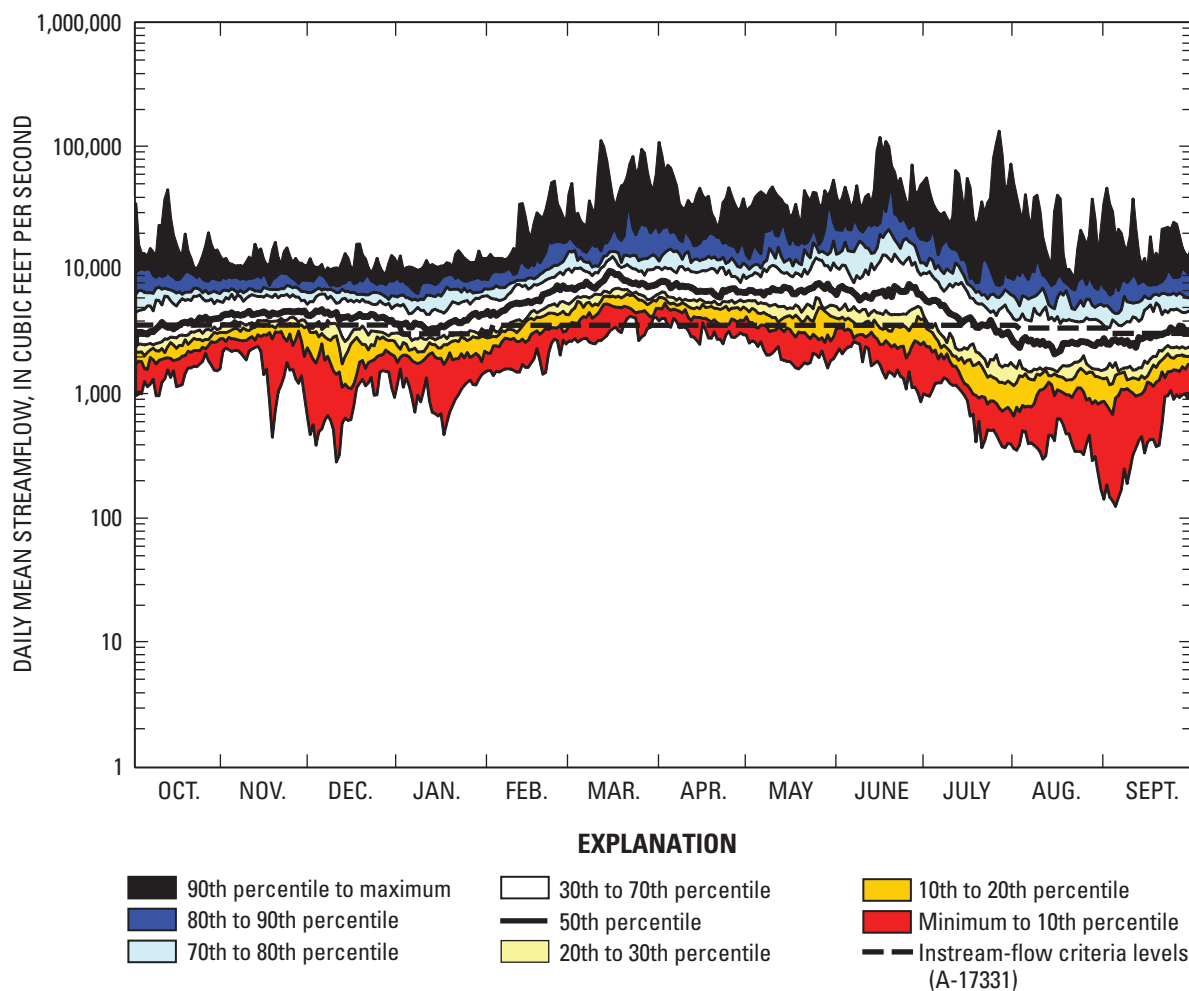 1,000,000
100,000
10,000
1,000
100
10
1
DAILY MEAN STREAMFLOW, IN CUBIC FEET PER SECOND
OCT. NOV. DEC. JAN. FEB. MAR. APR. MAY JUNE JULY AUG. SEPT.
EXPLANATION
90th percentile to maximum
80th to 90th percentile
70th to 80th percentile
30th to 70th percentile
50th percentile
20th to 30th percentile
10th to 20th percentile
Minimum to 10th percentile
Instream-flow criteria levels
(A-17331)